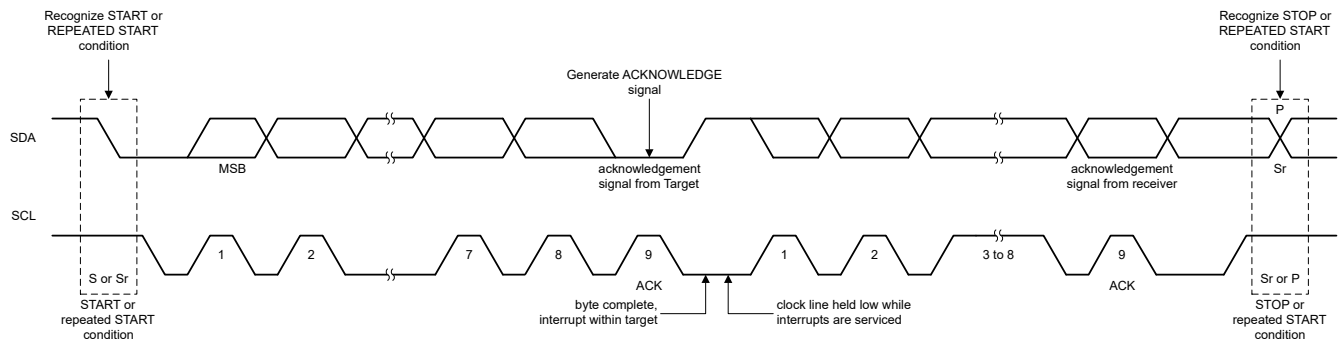 Recognize START or
REPEATED START
condition
Recognize STOP or
REPEATED START
condition
Generate ACKNOWLEDGE
signal
SDA
P
MSB
acknowledgement
signal from Target
acknowledgement
signal from receiver
Sr
SCL
1
2
7
8
9
1
2
3 to 8
9
S or Sr
ACK
ACK
Sr or P
START or
repeated START
condition
byte complete,
interrupt within target
clock line held low while
interrupts are serviced
STOP or
repeated START
condition